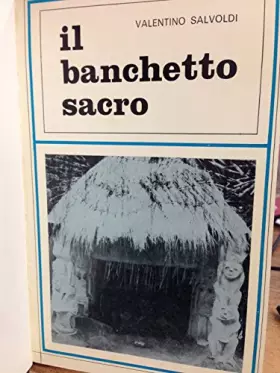 VALENTINO SALVOLDI
il
banchetto
sacro